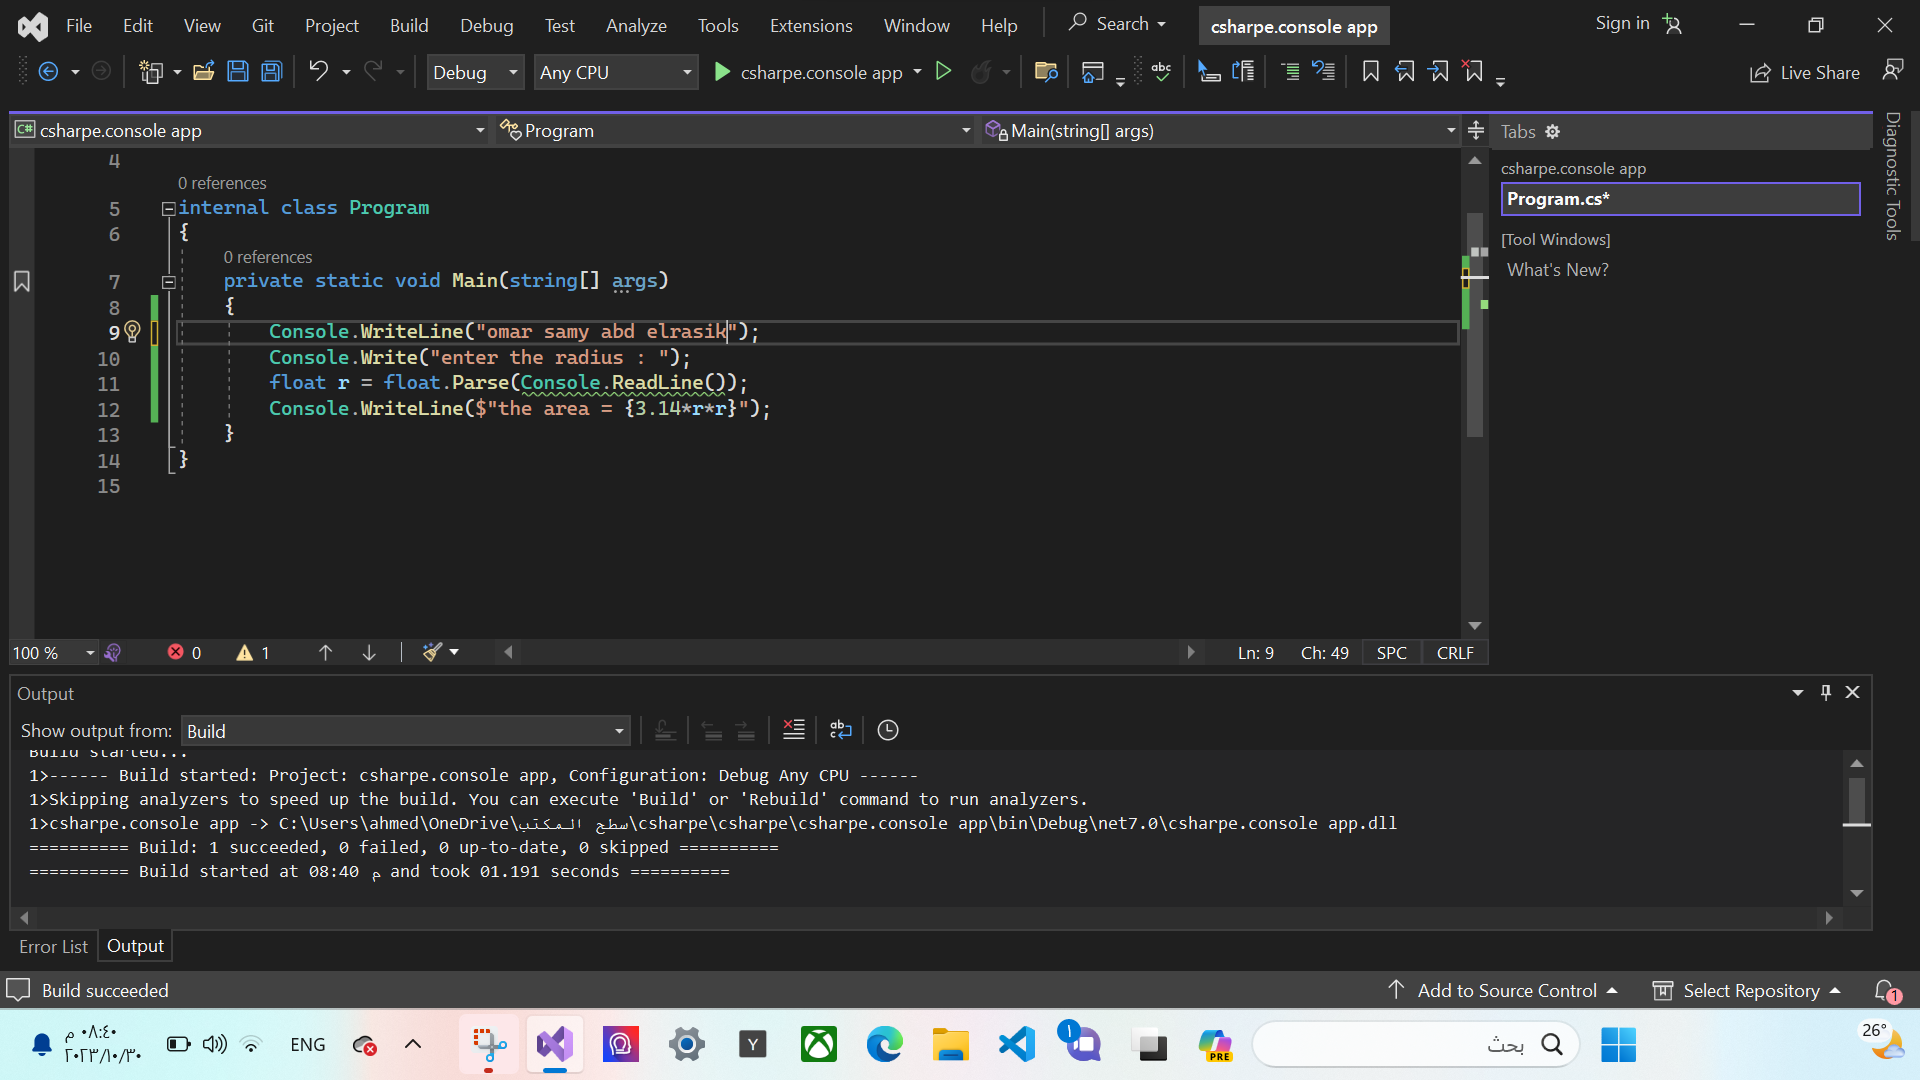 File Edit View Git Project Build Debug Test Analyze Tools Extensions Window Help Search csharpe.console app Sign in
Debug Any CPU csharpe.console app Live Share
csharpe.console app Program Main(string[] args) Tabs
Diagnostic Tools
4
0 references
5 internal class Program
6 {
0 references
7 private static void Main(string[] args)
8 {
9 Console.WriteLine("omar samy abd elrasik");
10 Console.Write("enter the radius : ");
11 float r = float.Parse(Console.ReadLine());
12 Console.WriteLine($"the area = {3.14*r*r}");
13 }
14 }
15
csharpe.console app
Program.cs*
[Tool Windows]
What's New?
100 % 0 1 Ln: 9 Ch: 49 SPC CRLF
Output
Show output from: Build
Build started...
1>------ Build started: Project: csharpe.console app, Configuration: Debug Any CPU ------
1>Skipping analyzers to speed up the build. You can execute 'Build' or 'Rebuild' command to run analyzers.
1>csharpe.console app -> C:\Users\ahmed\OneDrive\سطح المكتب\csharpe\csharpe\csharpe.console app\bin\Debug\net7.0\csharpe.console app.dll
========== Build: 1 succeeded, 0 failed, 0 up-to-date, 0 skipped ==========
========== Build started at 08:40 م and took 01.191 seconds ==========
Error List Output
Build succeeded Add to Source Control Select Repository 1
٠٨:٤٠ م
٢٠٢٣/١٠/٣٠
ENG Y ١ PRE بحث 26°